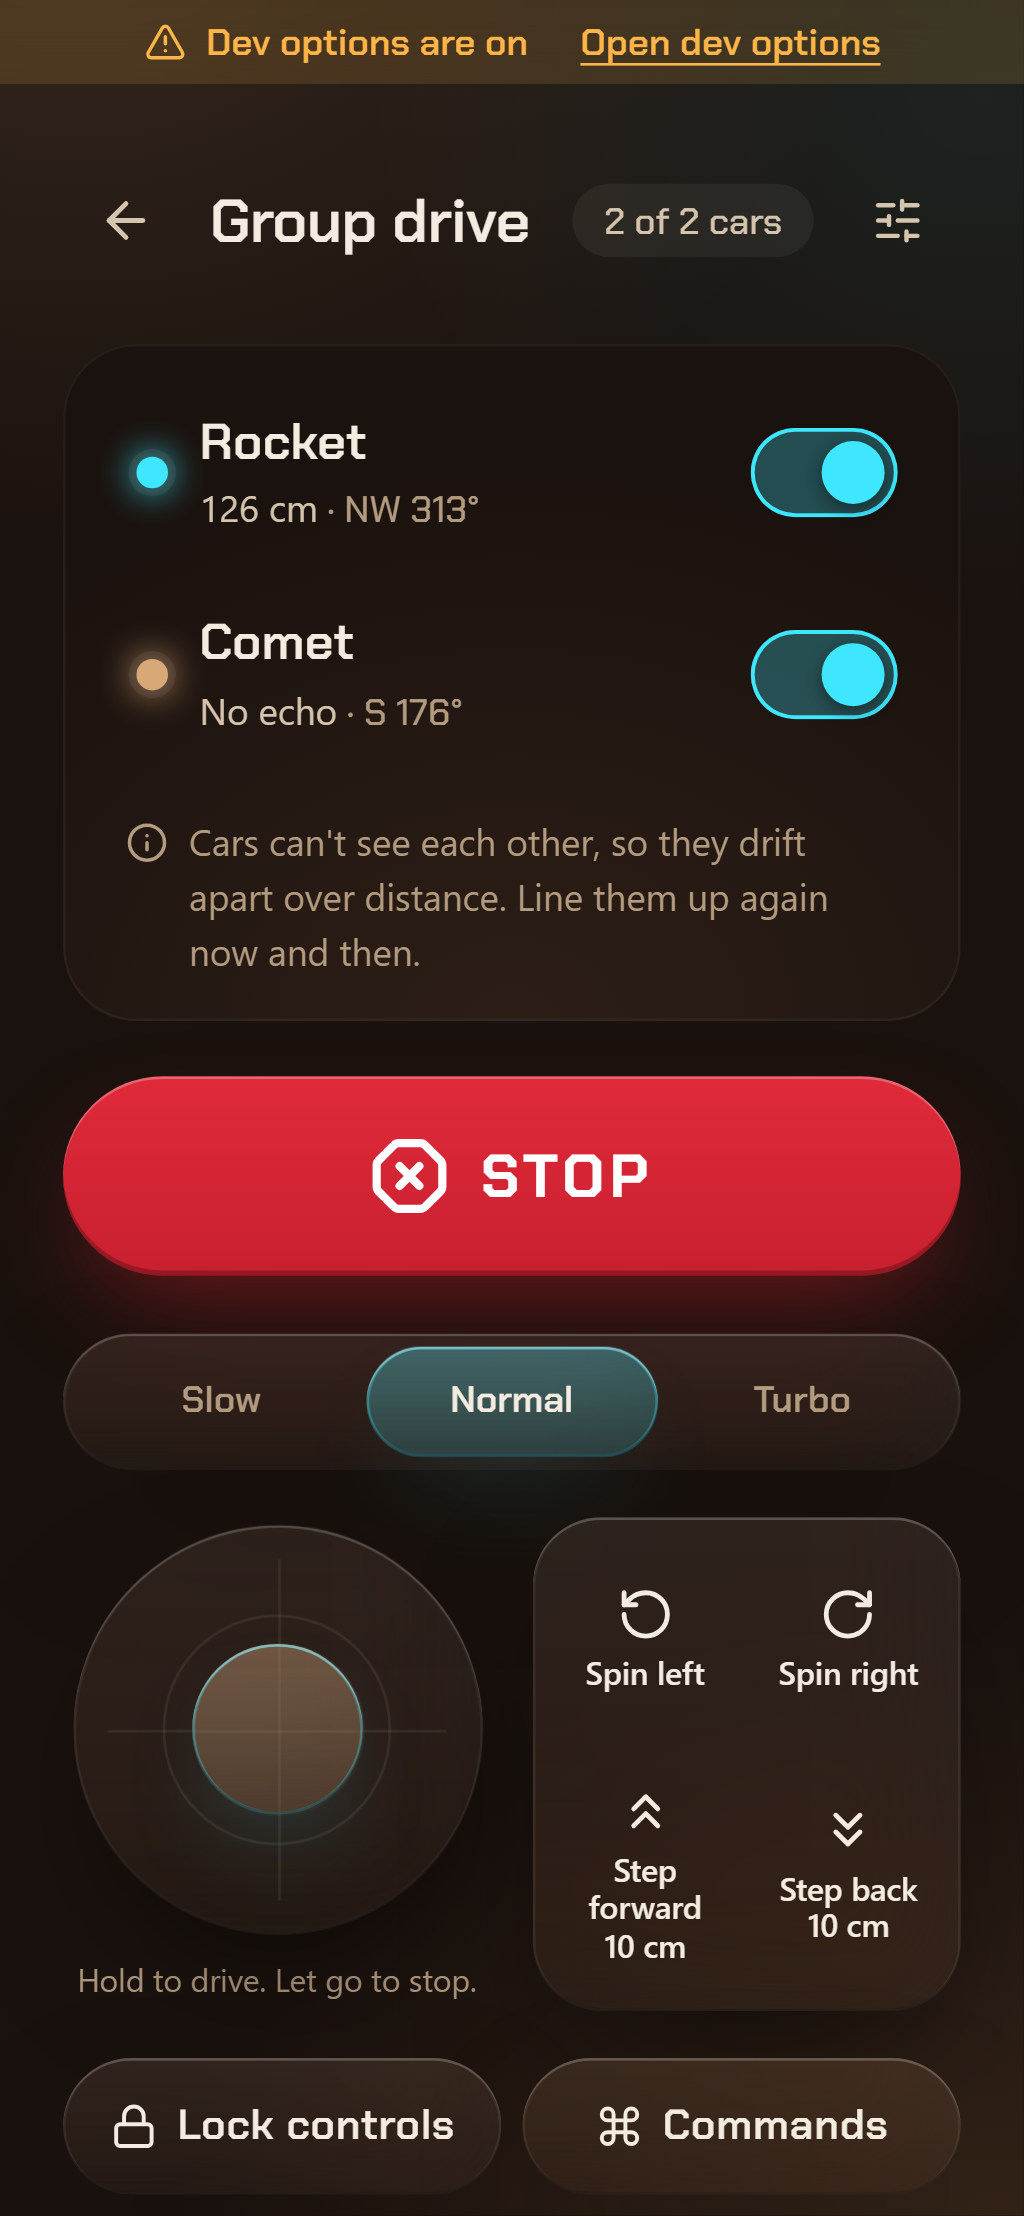 Dev options are on Open dev options
Group drive 2 of 2 cars
Rocket
126 cm · NW 313°
Comet
No echo · S 176°
Cars can't see each other, so they drift
apart over distance. Line them up again
now and then.
STOP
Slow Normal Turbo
Spin left Spin right
Step
forward
10 cm
Step back
10 cm
Hold to drive. Let go to stop.
Lock controls Commands